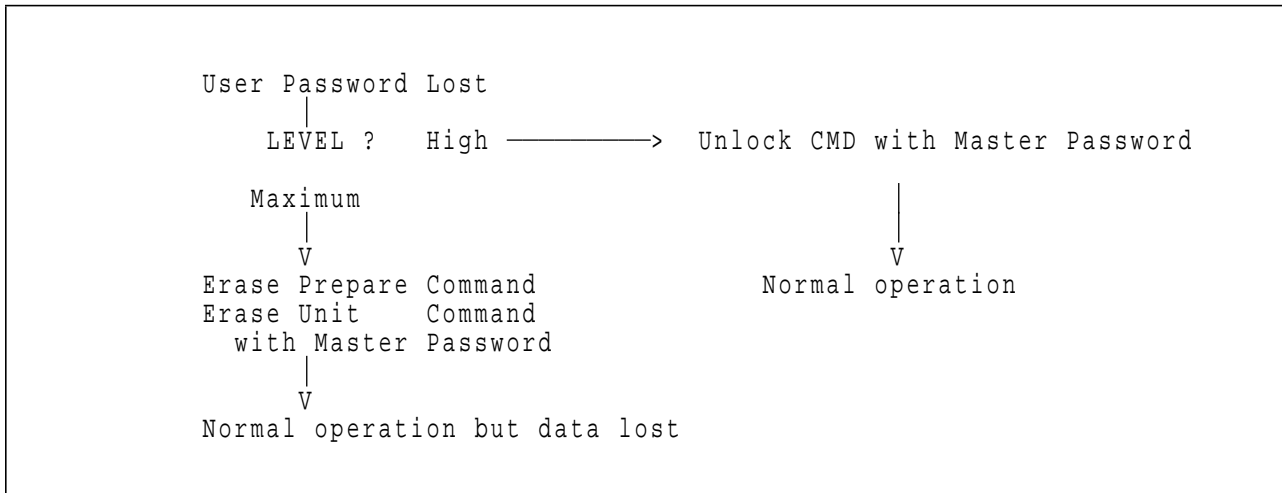 User Password Lost
LEVEL ? High ————————> Unlock CMD with Master Password
Maximum
V V
Erase Prepare Command Normal operation
Erase Unit Command
with Master Password
V
Normal operation but data lost